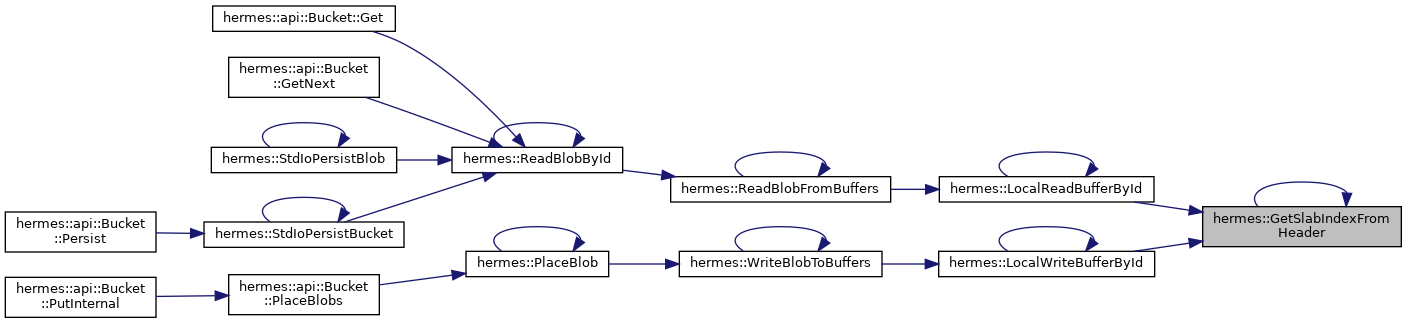 hermes::api::Bucket::Get
hermes::api::Bucket
::GetNext
hermes::StdIoPersistBlob
hermes::ReadBlobById
hermes::ReadBlobFromBuffers
hermes::LocalReadBufferById
hermes::GetSlabIndexFrom
Header
hermes::api::Bucket
::Persist
hermes::StdIoPersistBucket
hermes::PlaceBlob
hermes::WriteBlobToBuffers
hermes::LocalWriteBufferById
hermes::api::Bucket
::PutInternal
hermes::api::Bucket
::PlaceBlobs